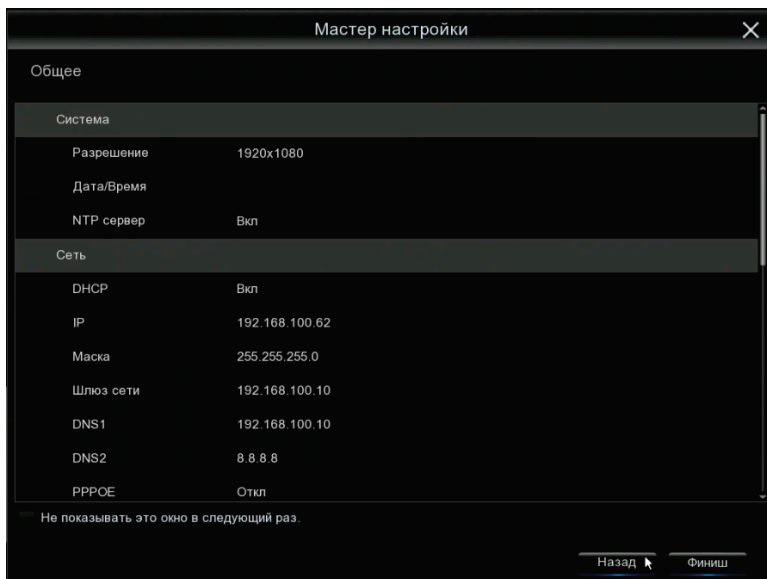 Мастер настройки
Общее
Система
Разрешение 1920x1080
Дата/Время
NTP сервер Вкл
Сеть
DHCP Вкл
IP 192.168.100.62
Маска 255.255.255.0
Шлюз сети 192.168.100.10
DNS1 192.168.100.10
DNS2 8.8.8.8
PPPOE Откл
Не показывать это окно в следующий раз.
Назад Финиш